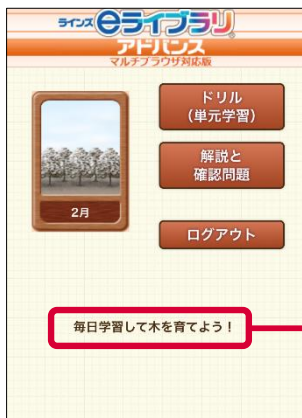 ラインズeライブラリ
アドバンス
マルチブラウザ対応版
ドリル
(単元学習)
解説と
確認問題
2月
ログアウト
毎日学習して木を育てよう！